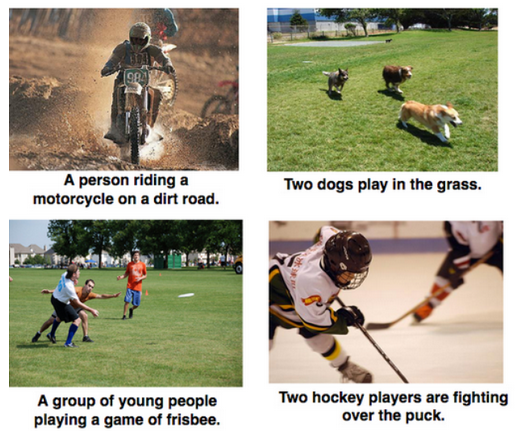 98
A person riding a
motorcycle on a dirt road.
Two dogs play in the grass.
A group of young people
playing a game of frisbee.
Two hockey players are fighting
over the puck.